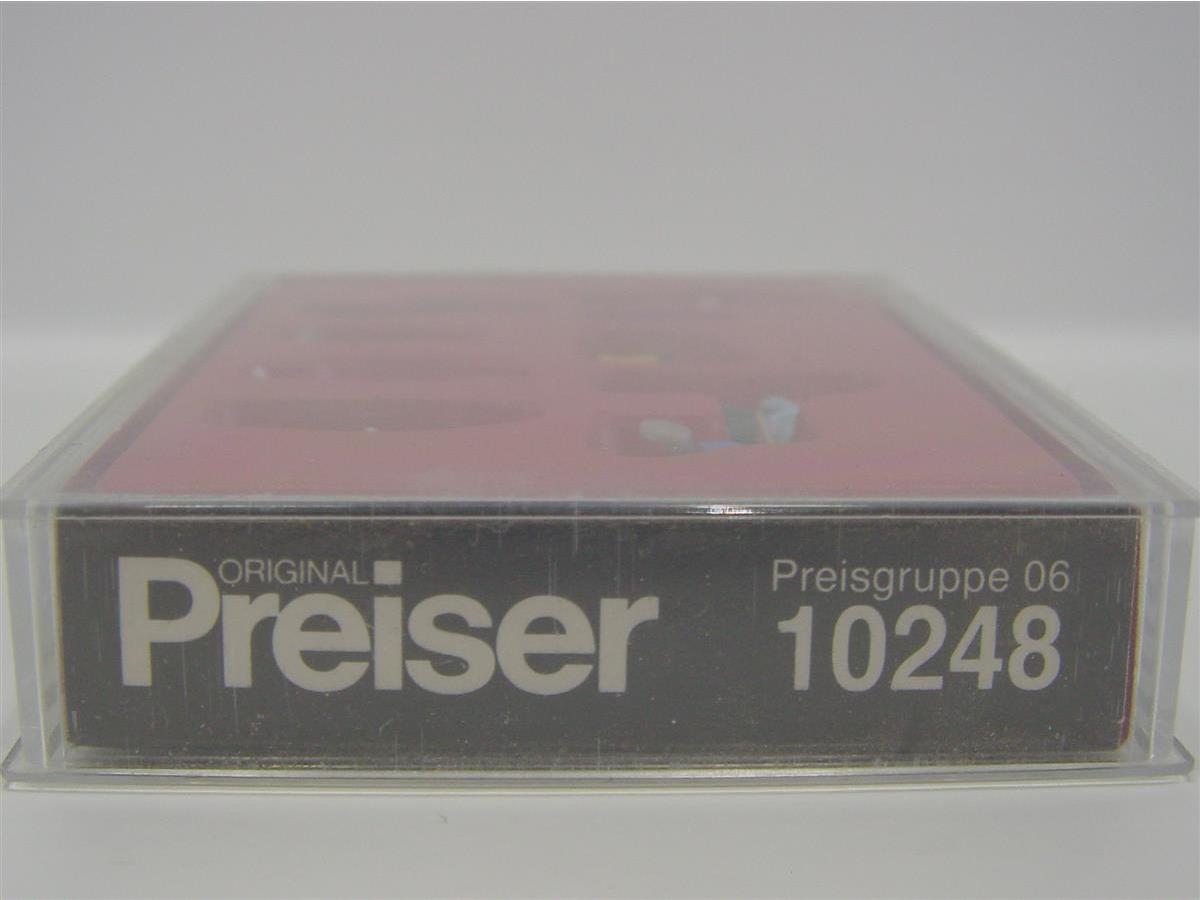 ORIGINAL
Preiser
Preisgruppe 06
10248